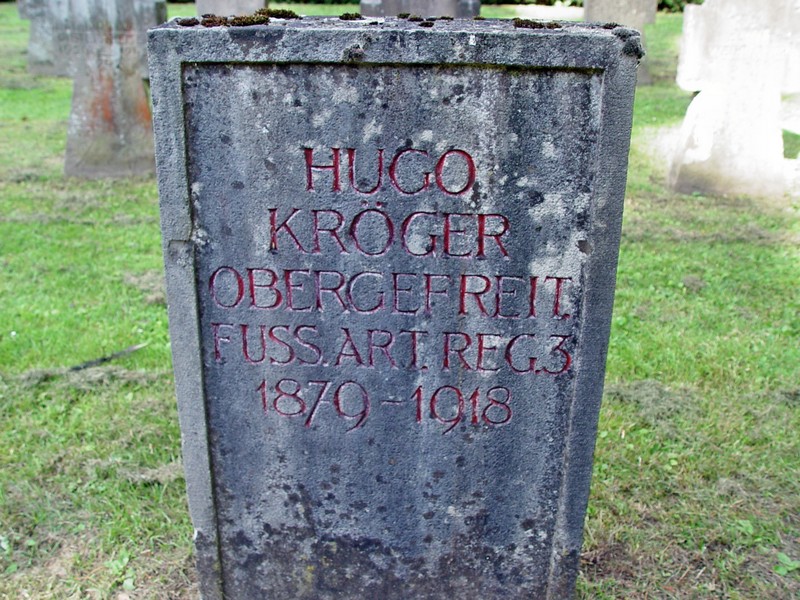 HUGO
KRÖGER
OBERGEFREIT.
FUSS.ART.REG.3
1879-1918